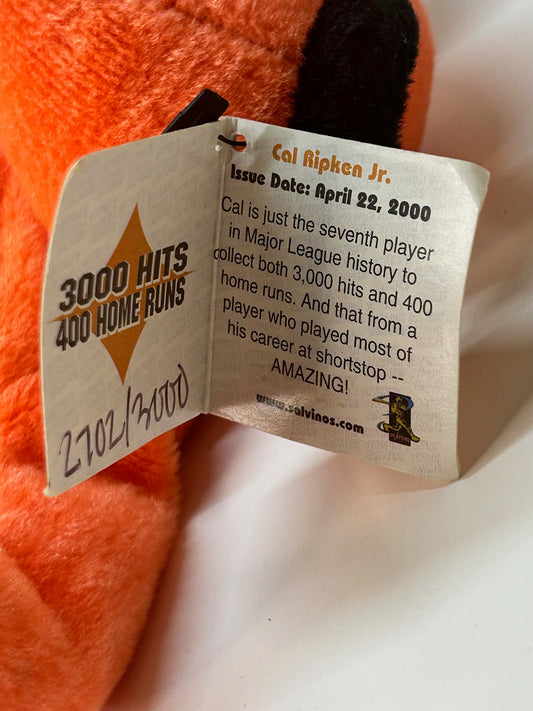 3000 HITS
400 HOME RUNS
2702/3000
Cal Ripken Jr.
Issue Date: April 22, 2000
Cal is just the seventh player
in Major League history to
collect both 3,000 hits and 400
home runs. And that from a
player who played most of
his career at shortstop --
AMAZING!
www.salvinos.com